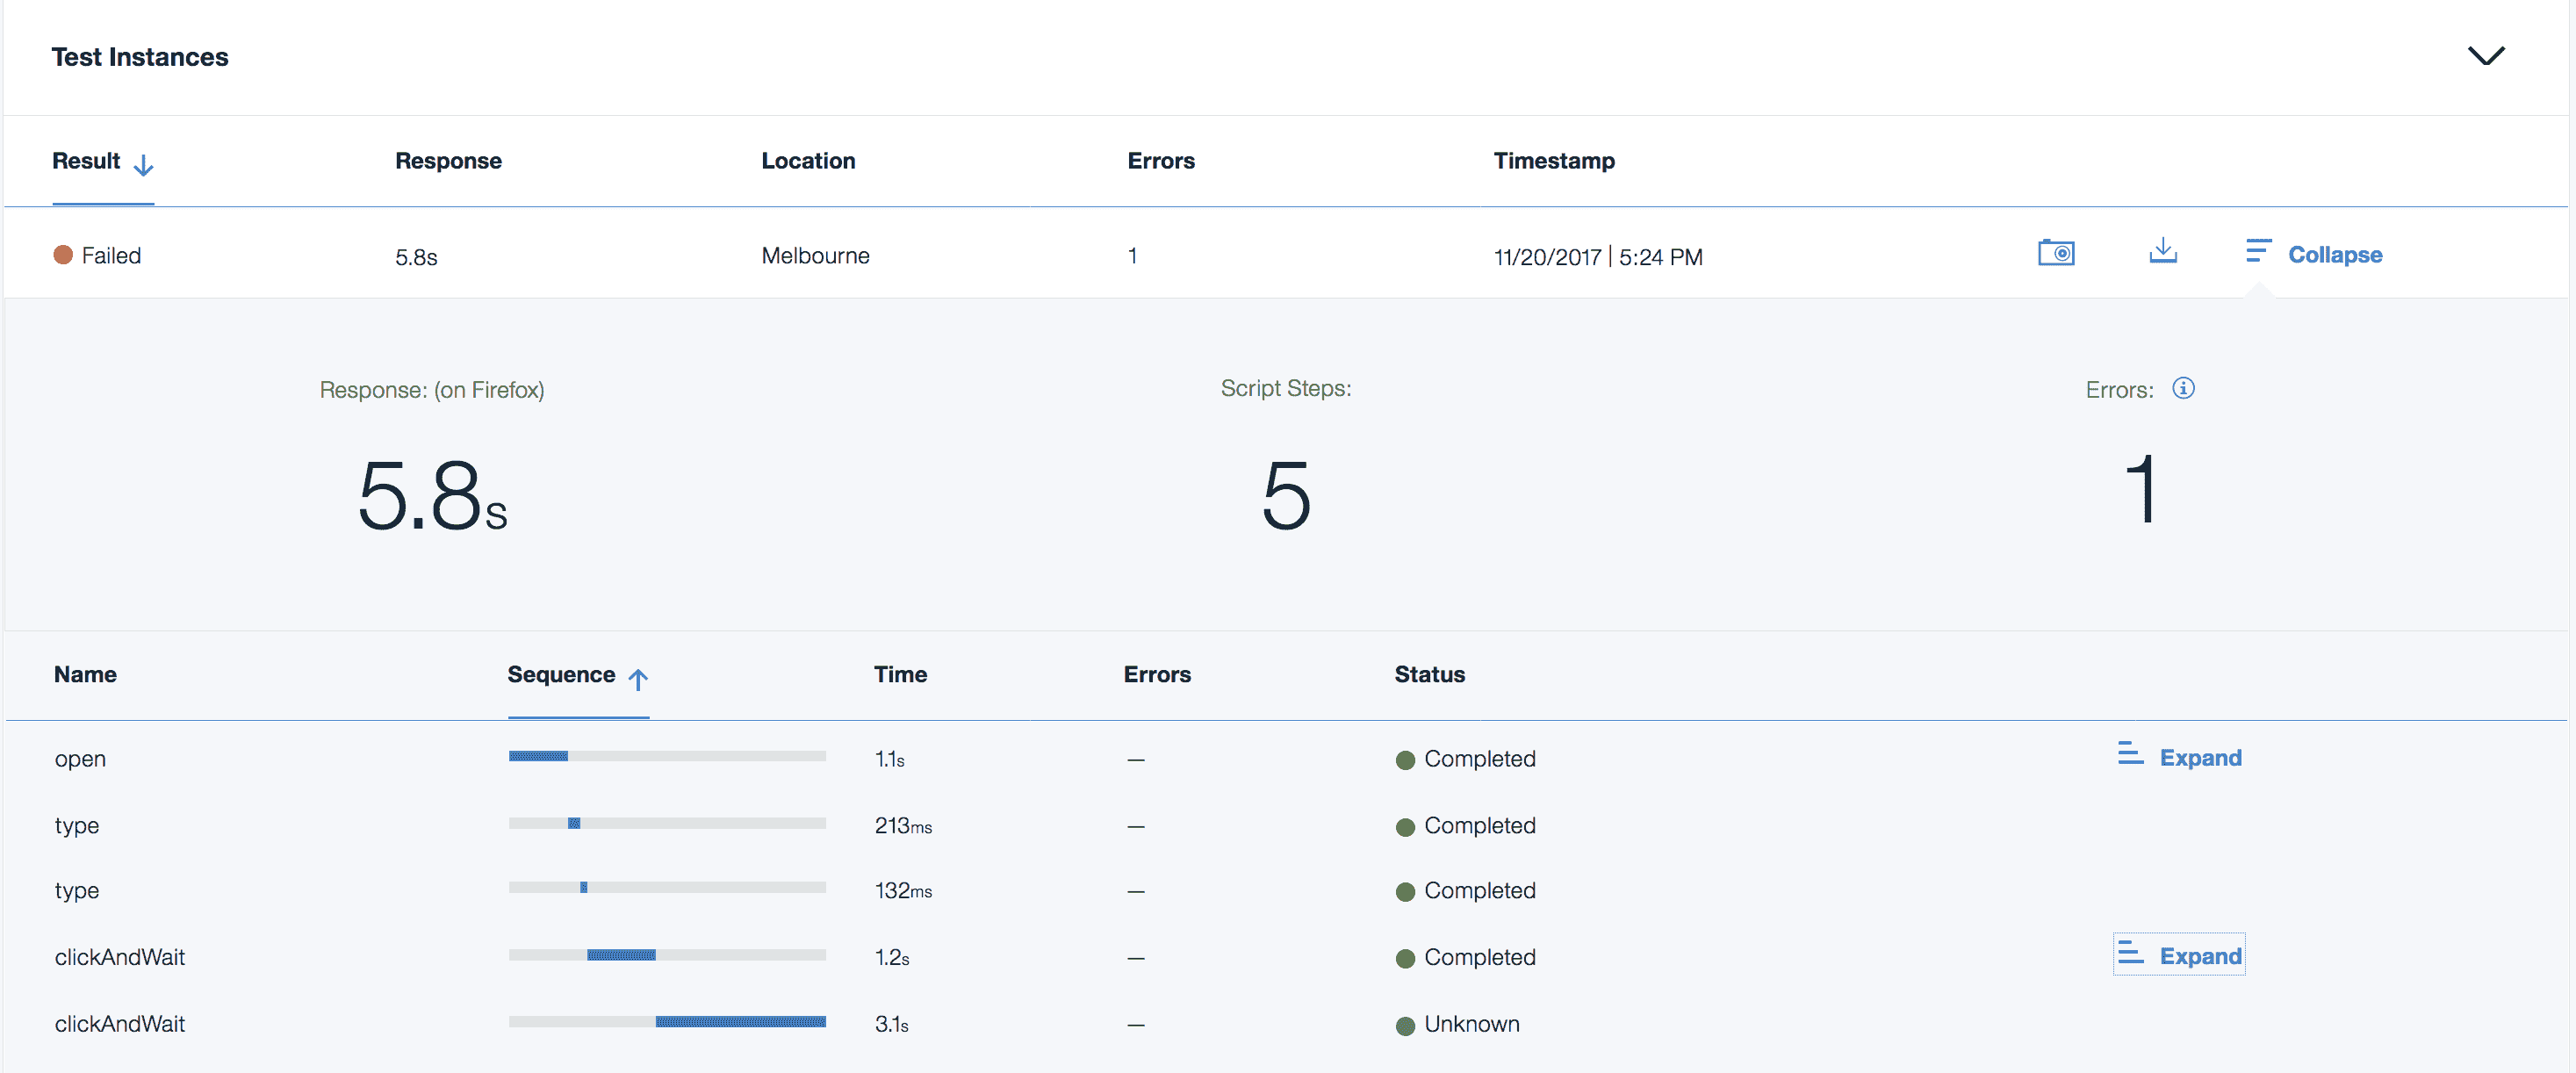 Test Instances
Result Response Location Errors Timestamp
Failed 5.8s Melbourne 1 11/20/2017 | 5:24 PM Collapse
Response: (on Firefox) Script Steps: Errors:
5.8s 5 1
Name Sequence Time Errors Status
open 1.1s — Completed Expand
type 213ms — Completed
type 132ms — Completed
clickAndWait 1.2s — Completed Expand
clickAndWait 3.1s — Unknown